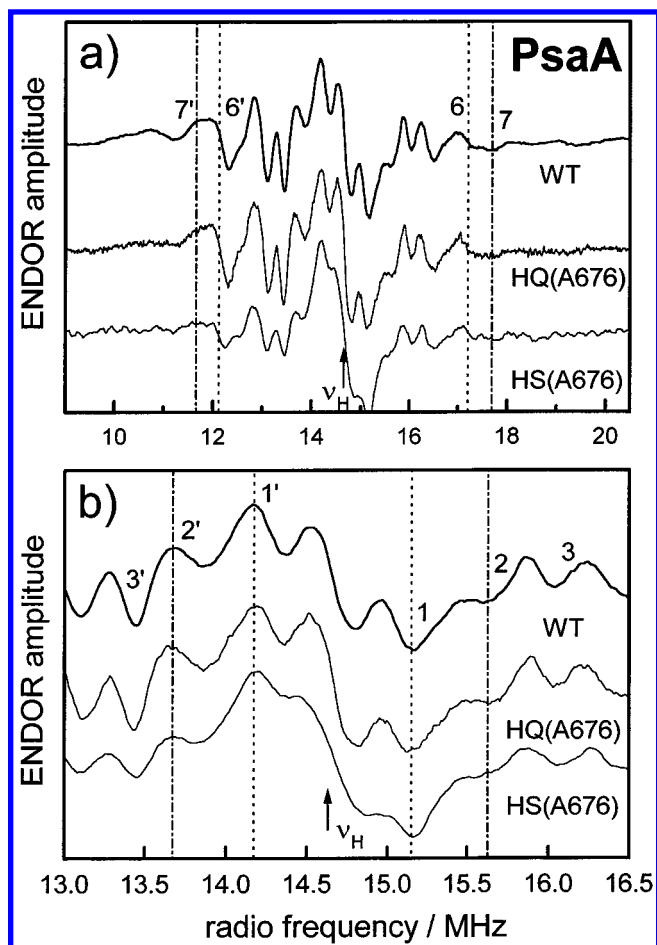 a) PsaA
7' 6' 6 7
WT
HQ(A676)
HS(A676)
νH
ENDOR amplitude
10 12 14 16 18 20
b)
3' 2' 1' 1 2 3
WT
HQ(A676)
HS(A676)
νH
ENDOR amplitude
13.0 13.5 14.0 14.5 15.0 15.5 16.0 16.5
radio frequency / MHz